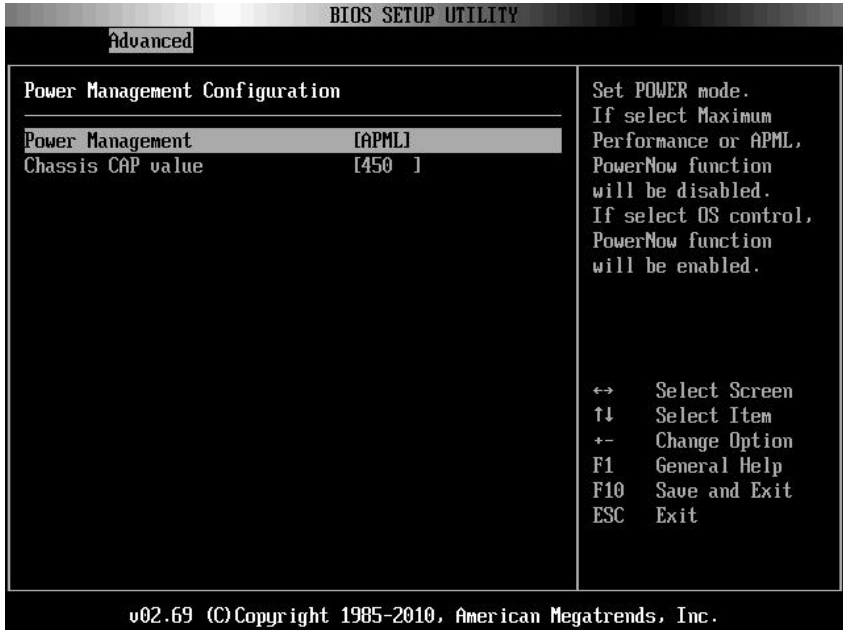 BIOS SETUP UTILITY
Advanced
Power Management Configuration
Power Management [APML]
Chassis CAP value [450 ]
Set POWER mode.
If select Maximum
Performance or APML,
PowerNow function
will be disabled.
If select OS control,
PowerNow function
will be enabled.
↔ Select Screen
↑↓ Select Item
+- Change Option
F1 General Help
F10 Save and Exit
ESC Exit
v02.69 (C)Copyright 1985-2010, American Megatrends, Inc.